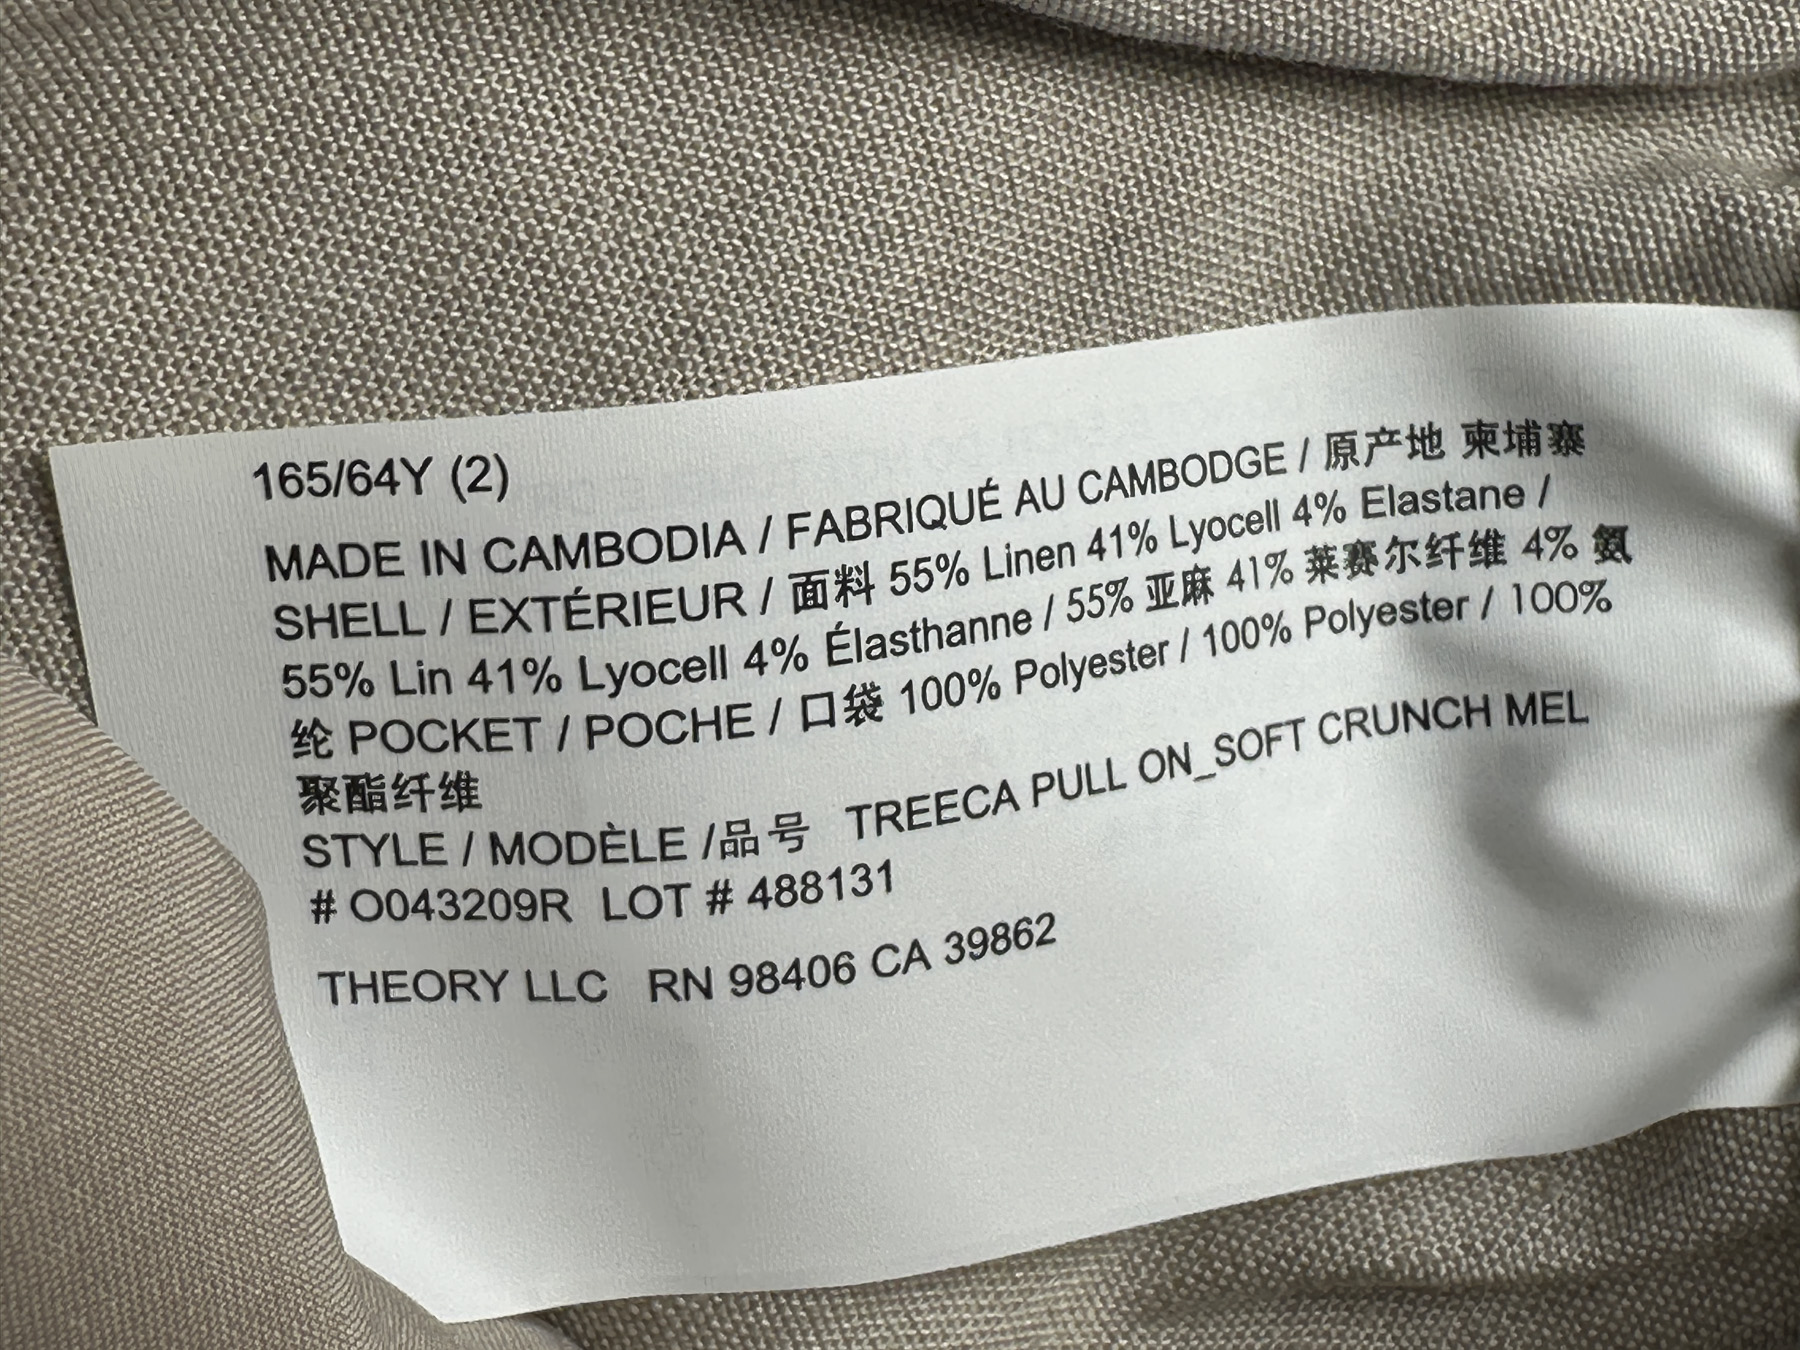 165/64Y (2)
MADE IN CAMBODIA / FABRIQUÉ AU CAMBODGE / 原产地 柬埔寨
SHELL / EXTÉRIEUR / 面料 55% Linen 41% Lyocell 4% Elastane /
55% Lin 41% Lyocell 4% Élasthanne / 55% 亚麻 41% 莱赛尔纤维 4% 氨
纶 POCKET / POCHE / 口袋 100% Polyester / 100% Polyester / 100%
聚酯纤维
STYLE / MODÈLE /品号 TREECA PULL ON_SOFT CRUNCH MEL
# O043209R LOT # 488131
THEORY LLC RN 98406 CA 39862